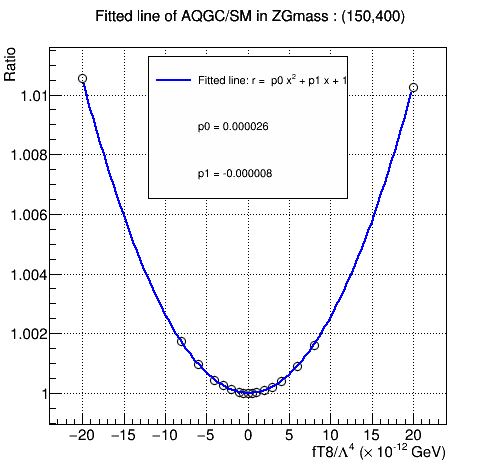 Fitted line of AQGC/SM in ZGmass : (150,400)
Ratio
Fitted line: r = p0 x² + p1 x + 1
p0 = 0.000026
p1 = -0.000008
1.01
1.008
1.006
1.004
1.002
1
−20 −15 −10 −5 0 5 10 15 20
fT8/Λ⁴ (× 10⁻¹² GeV)